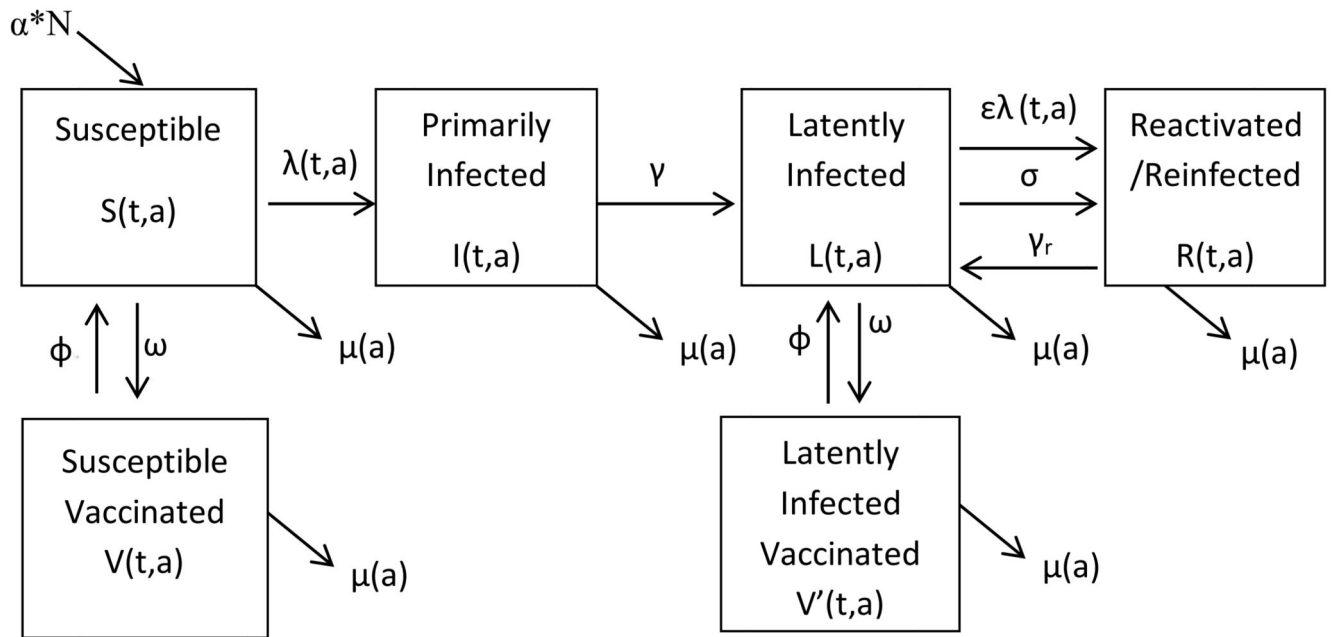 α*N
Susceptible
S(t,a)
λ(t,a)
Primarily
Infected
I(t,a)
γ
Latently
Infected
L(t,a)
ελ(t,a)
σ
γr
Reactivated
/Reinfected
R(t,a)
ϕ
ω
μ(a)
μ(a)
ϕ
ω
μ(a)
μ(a)
Susceptible
Vaccinated
V(t,a)
μ(a)
Latently
Infected
Vaccinated
V’(t,a)
μ(a)